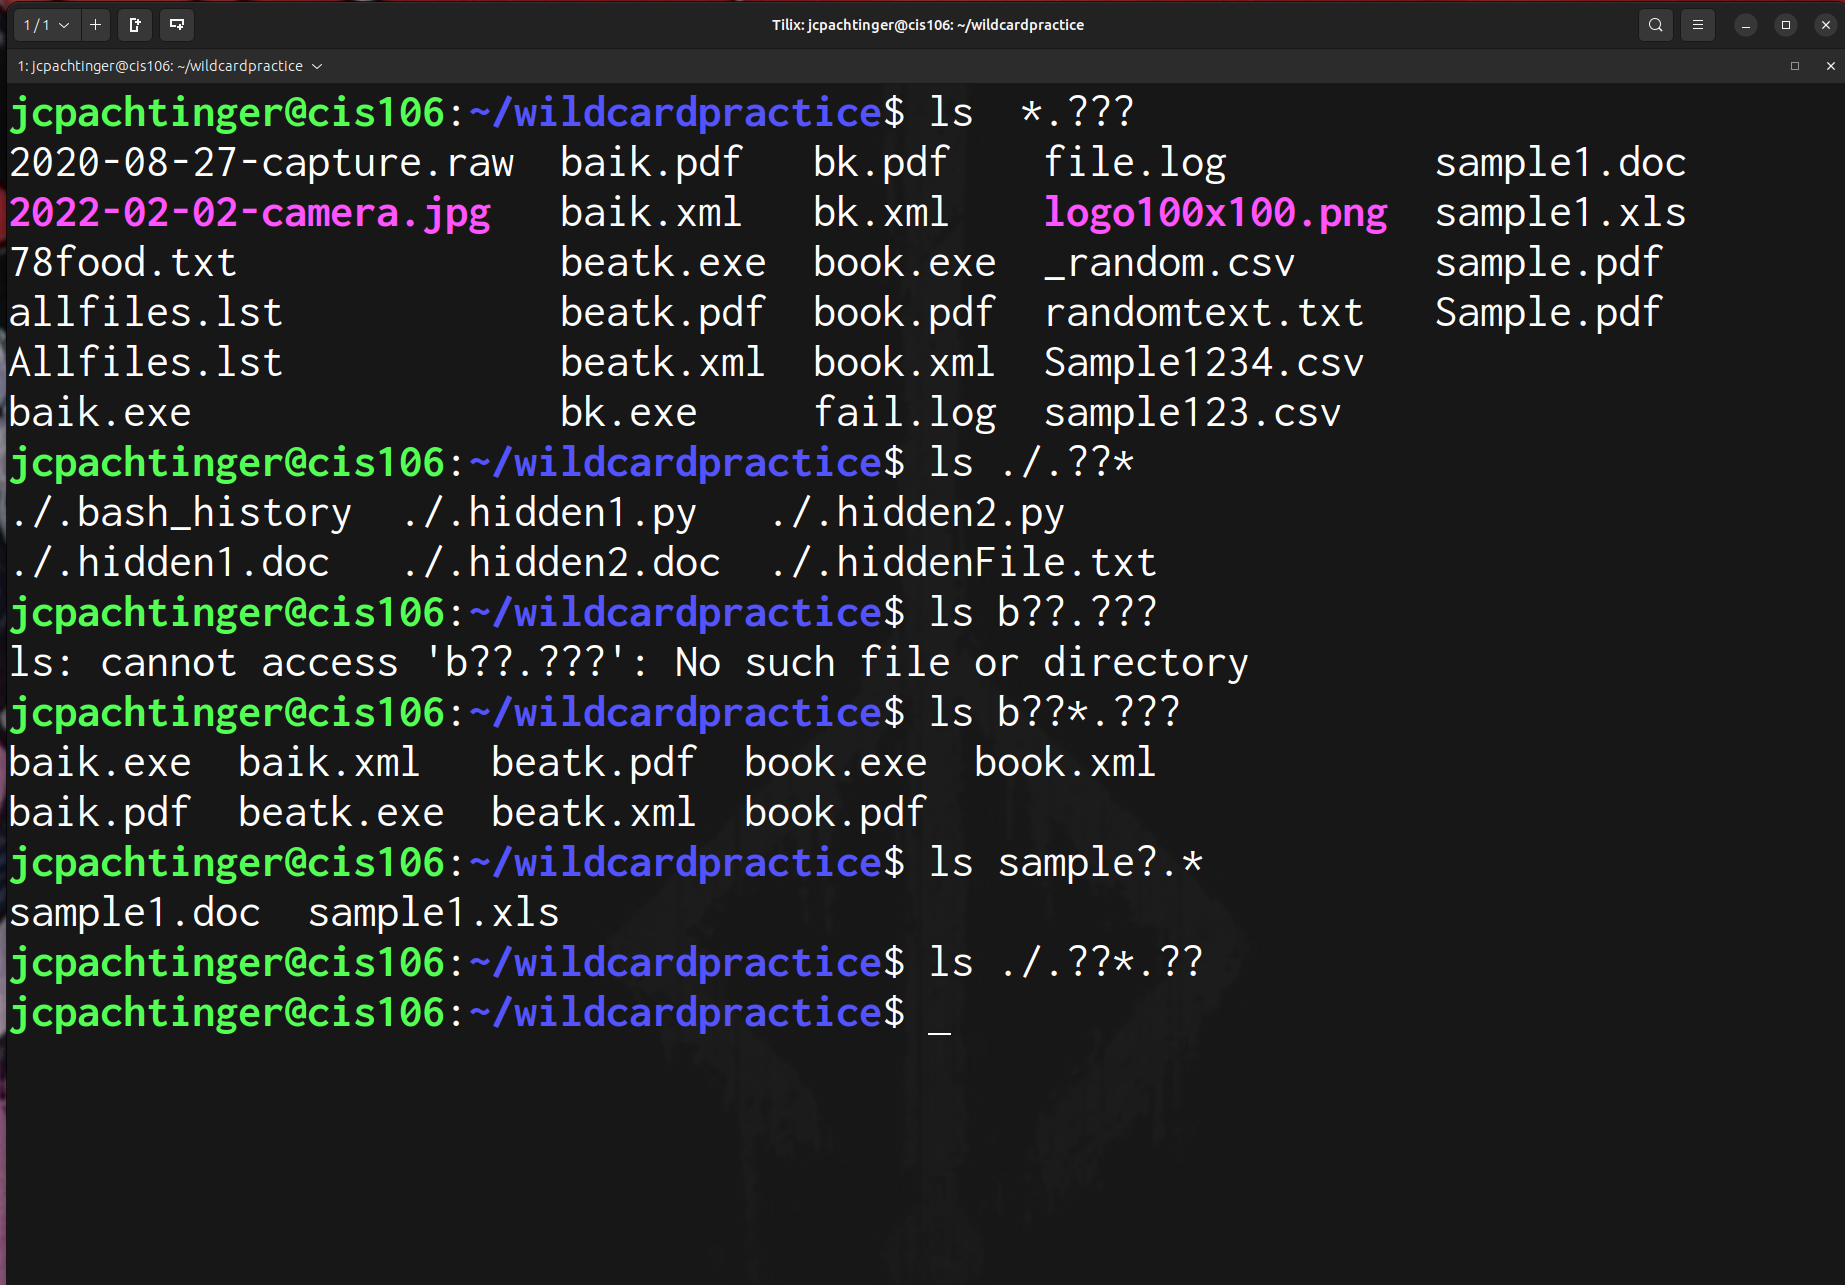 1 / 1
Tilix: jcpachtinger@cis106: ~/wildcardpractice
1: jcpachtinger@cis106: ~/wildcardpractice
jcpachtinger@cis106:~/wildcardpractice$ ls  *.???
2020-08-27-capture.raw  baik.pdf   bk.pdf    file.log         sample1.doc
2022-02-02-camera.jpg   baik.xml   bk.xml    logo100x100.png  sample1.xls
78food.txt              beatk.exe  book.exe  _random.csv      sample.pdf
allfiles.lst            beatk.pdf  book.pdf  randomtext.txt   Sample.pdf
Allfiles.lst            beatk.xml  book.xml  Sample1234.csv
baik.exe                bk.exe     fail.log  sample123.csv
jcpachtinger@cis106:~/wildcardpractice$ ls ./.??*
./.bash_history  ./.hidden1.py   ./.hidden2.py
./.hidden1.doc   ./.hidden2.doc  ./.hiddenFile.txt
jcpachtinger@cis106:~/wildcardpractice$ ls b??.???
ls: cannot access 'b??.???': No such file or directory
jcpachtinger@cis106:~/wildcardpractice$ ls b??*.???
baik.exe  baik.xml   beatk.pdf  book.exe  book.xml
baik.pdf  beatk.exe  beatk.xml  book.pdf
jcpachtinger@cis106:~/wildcardpractice$ ls sample?.*
sample1.doc  sample1.xls
jcpachtinger@cis106:~/wildcardpractice$ ls ./.??*.??
jcpachtinger@cis106:~/wildcardpractice$ _